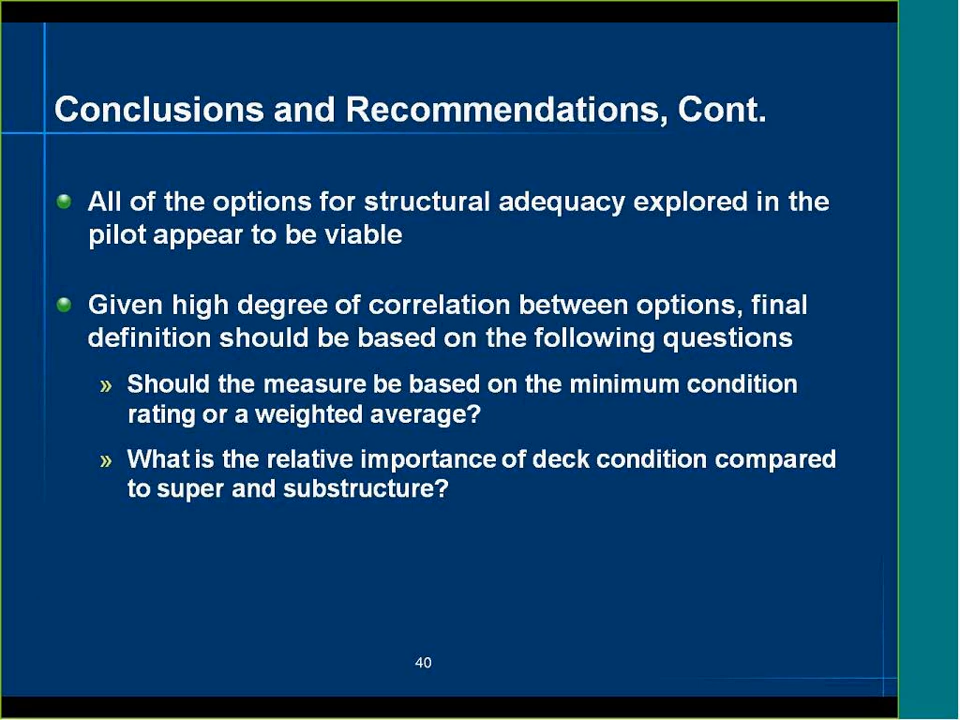 Conclusions and Recommendations, Cont.
All of the options for structural adequacy explored in the
pilot appear to be viable
Given high degree of correlation between options, final
definition should be based on the following questions
» Should the measure be based on the minimum condition
rating or a weighted average?
» What is the relative importance of deck condition compared
to super and substructure?
40